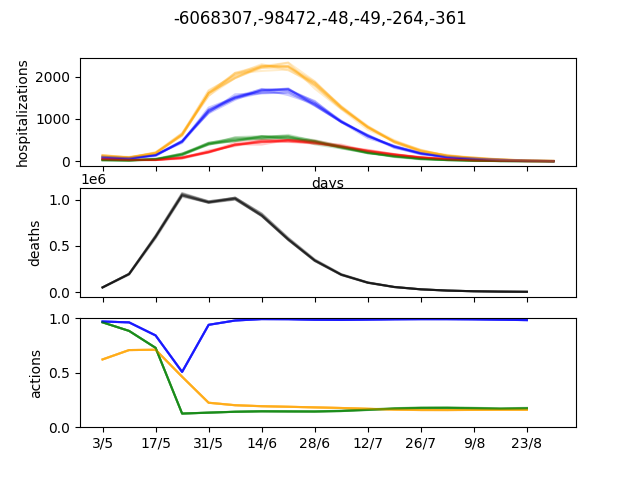 -6068307,-98472,-48,-49,-264,-361
hospitalizations
2000
1000
0
days
1e6
deaths
1.0
0.5
0.0
actions
1.0
0.5
0.0
3/5 17/5 31/5 14/6 28/6 12/7 26/7 9/8 23/8